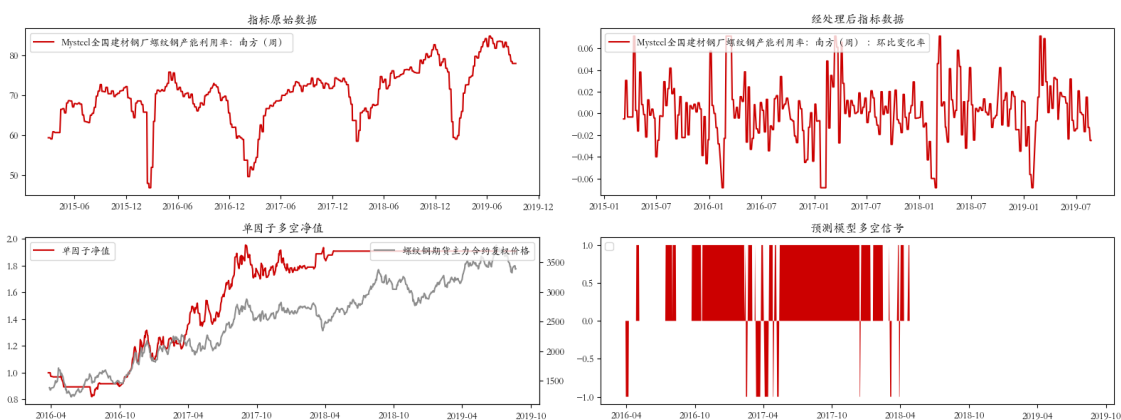 指标原始数据
Mysteel全国建材钢厂螺纹钢产能利用率：南方（周）
80
70
60
50
2015-06 2015-12 2016-06 2016-12 2017-06 2017-12 2018-06 2018-12 2019-06 2019-12
经处理后指标数据
Mysteel全国建材钢厂螺纹钢产能利用率：南方（周）：环比变化率
0.06
0.04
0.02
0.00
−0.02
−0.04
−0.06
2015-01 2015-07 2016-01 2016-07 2017-01 2017-07 2018-01 2018-07 2019-01 2019-07
单因子多空净值
单因子净值
螺纹钢期货主力合约复权价格
2.0
1.8
1.6
1.4
1.2
1.0
0.8
3500
3000
2500
2000
1500
2016-04 2016-10 2017-04 2017-10 2018-04 2018-10 2019-04 2019-10
预测模型多空信号
1.0
0.5
0.0
−0.5
−1.0
2016-04 2016-10 2017-04 2017-10 2018-04 2018-10 2019-04 2019-10